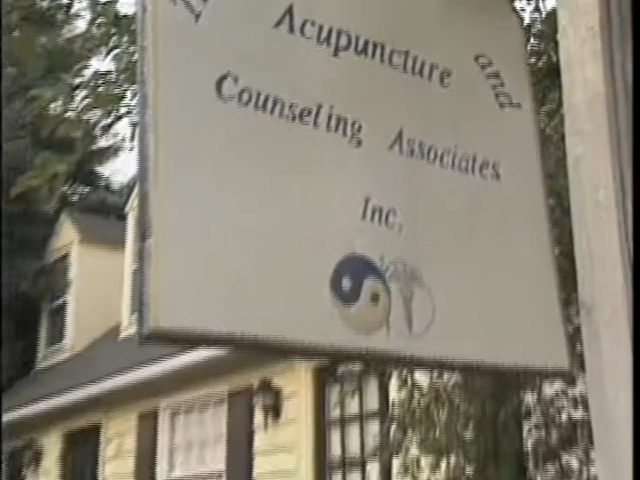 Acupuncture and
Counseling Associates
Inc.